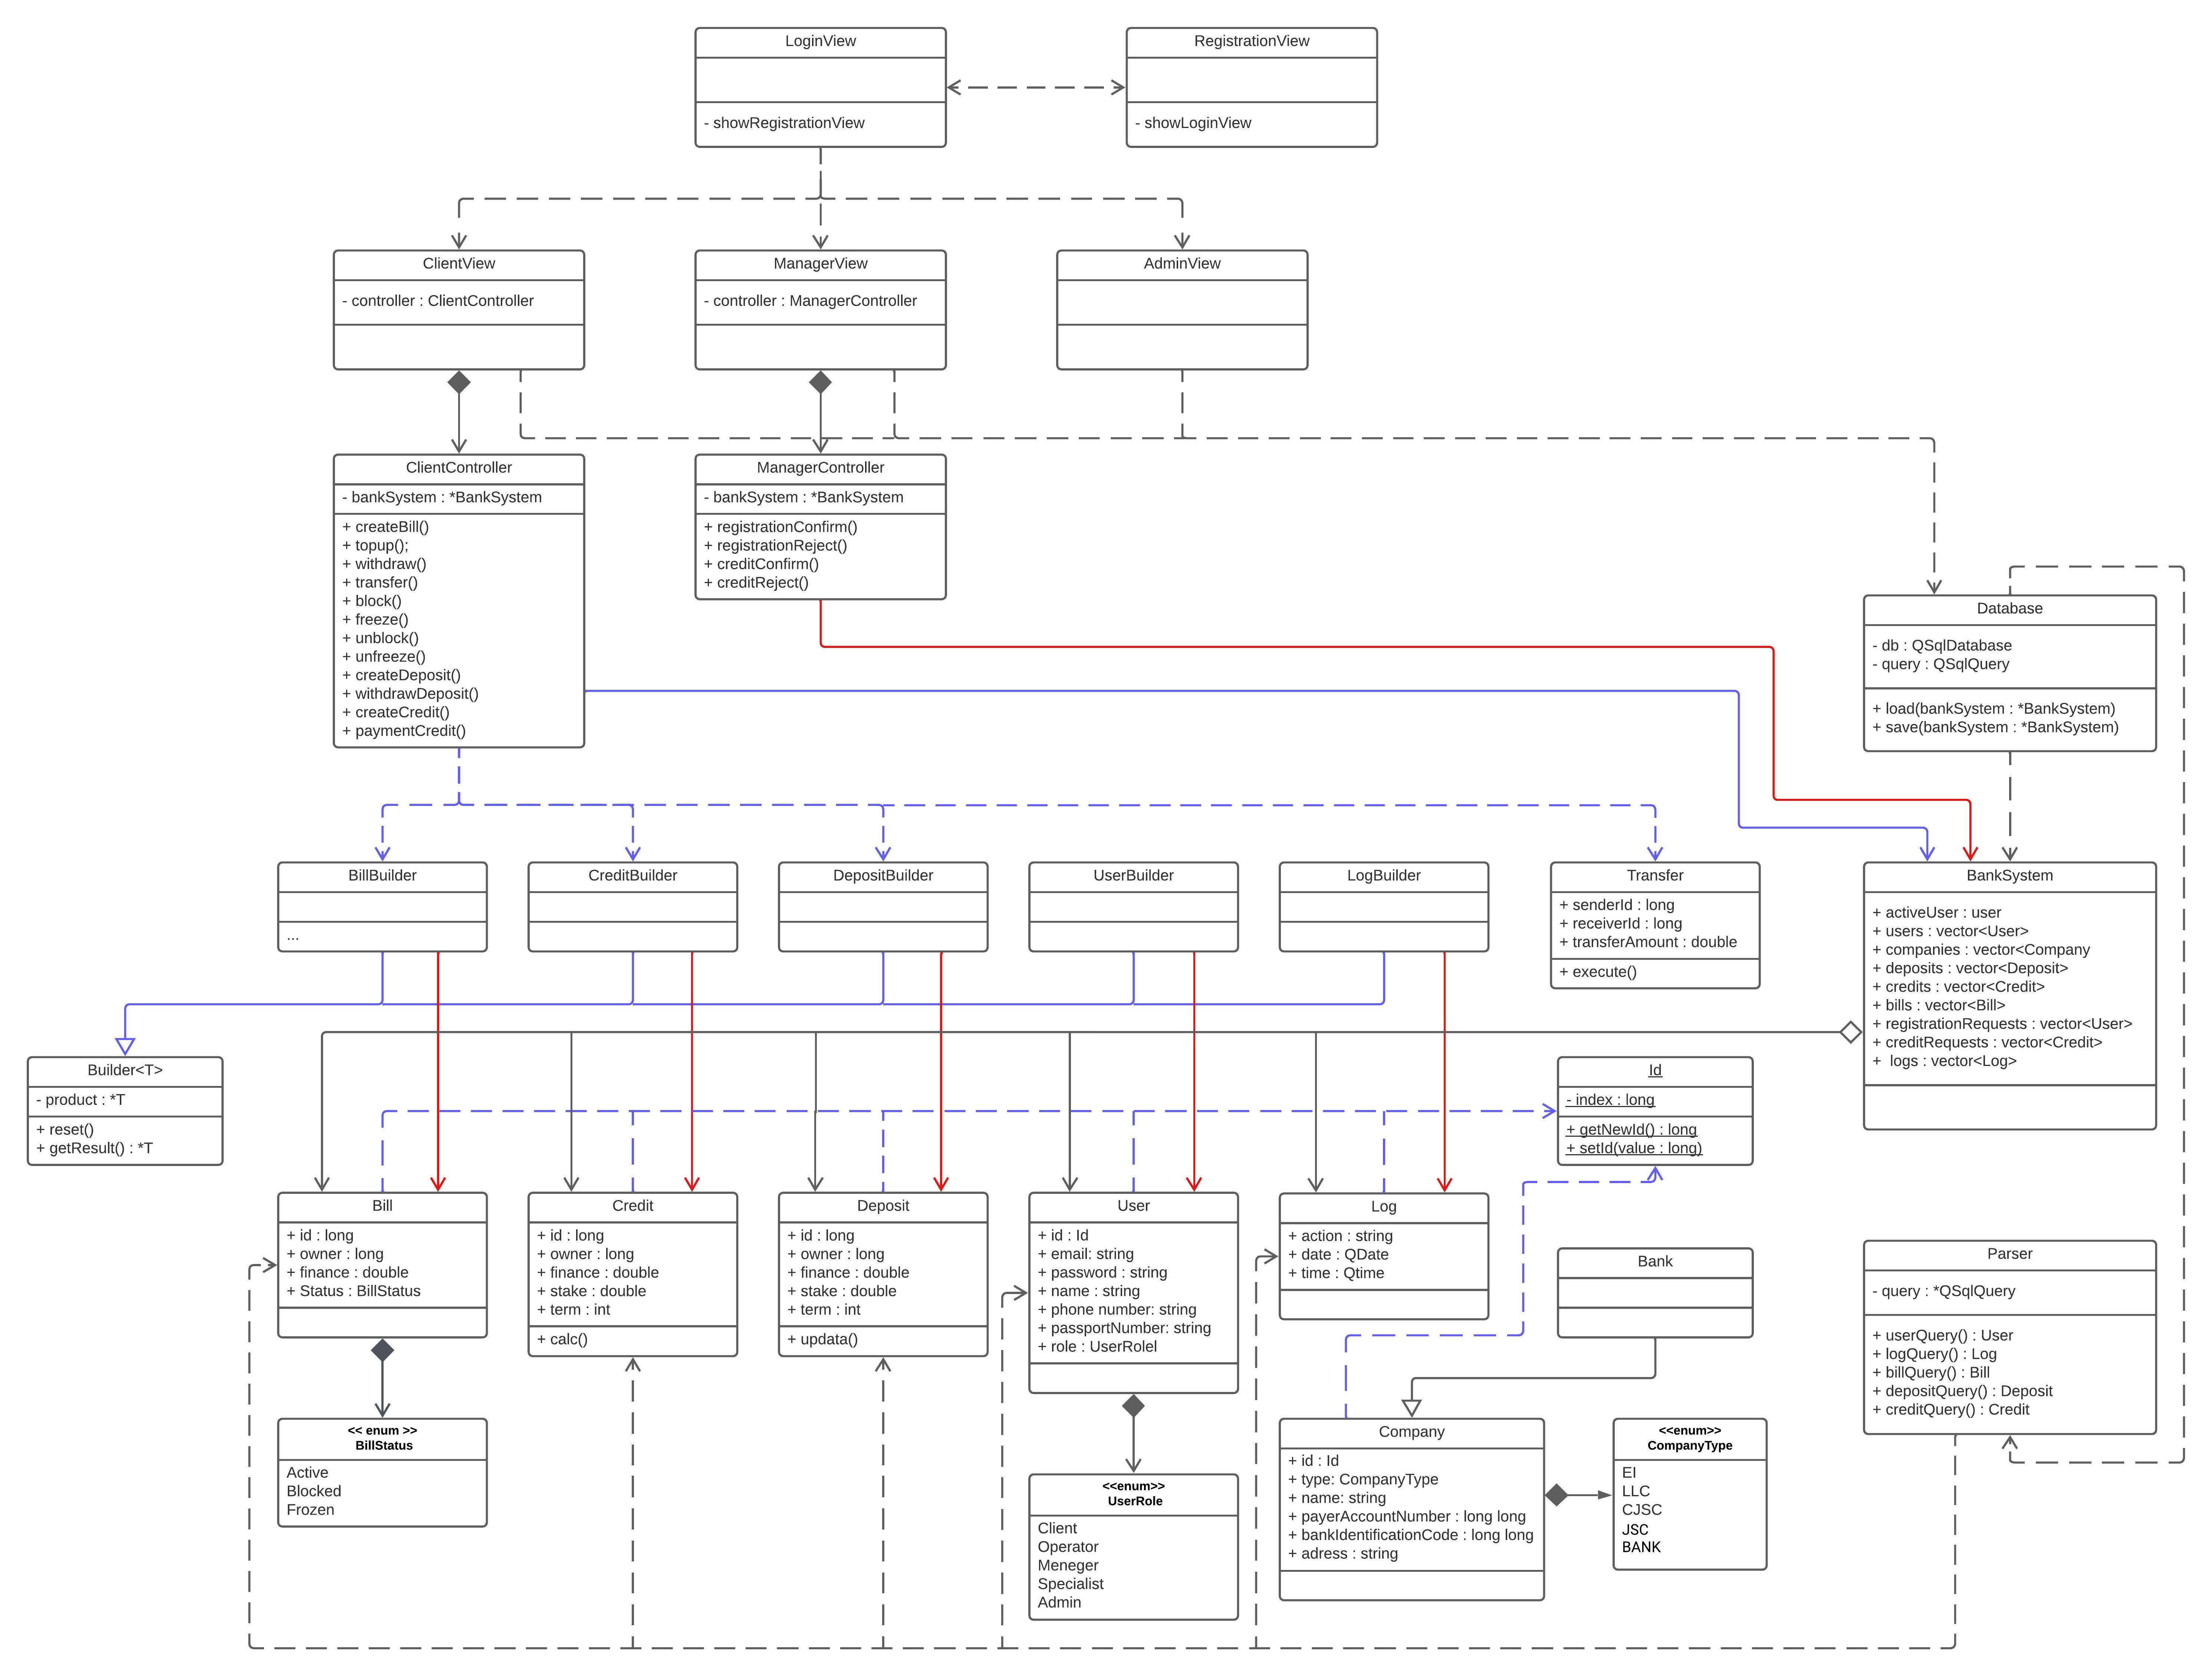 LoginView
- showRegistrationView
RegistrationView
- showLoginView
ClientView
- controller : ClientController
ManagerView
- controller : ManagerController
AdminView
ClientController
- bankSystem : *BankSystem
+ createBill()
+ topup();
+ withdraw()
+ transfer()
+ block()
+ freeze()
+ unblock()
+ unfreeze()
+ createDeposit()
+ withdrawDeposit()
+ createCredit()
+ paymentCredit()
ManagerController
- bankSystem : *BankSystem
+ registrationConfirm()
+ registrationReject()
+ creditConfirm()
+ creditReject()
Database
- db : QSqlDatabase
- query : QSqlQuery
+ load(bankSystem : *BankSystem)
+ save(bankSystem : *BankSystem)
BillBuilder
...
CreditBuilder
DepositBuilder
UserBuilder
LogBuilder
Transfer
+ senderId : long
+ receiverId : long
+ transferAmount : double
+ execute()
BankSystem
+ activeUser : user
+ users : vector<User>
+ companies : vector<Company
+ deposits : vector<Deposit>
+ credits : vector<Credit>
+ bills : vector<Bill>
+ registrationRequests : vector<User>
+ creditRequests : vector<Credit>
+  logs : vector<Log>
Builder<T>
- product : *T
+ reset()
+ getResult() : *T
Id
- index : long
+ getNewId() : long
+ setId(value : long)
Bill
+ id : long
+ owner : long
+ finance : double
+ Status : BillStatus
Credit
+ id : long
+ owner : long
+ finance : double
+ stake : double
+ term : int
+ calc()
Deposit
+ id : long
+ owner : long
+ finance : double
+ stake : double
+ term : int
+ updata()
User
+ id : Id
+ email: string
+ password : string
+ name : string
+ phone number: string
+ passportNumber: string
+ role : UserRolel
Log
+ action : string
+ date : QDate
+ time : Qtime
Bank
Parser
- query : *QSqlQuery
+ userQuery() : User
+ logQuery() : Log
+ billQuery() : Bill
+ depositQuery() : Deposit
+ creditQuery() : Credit
<< enum >>
BillStatus
Active
Blocked
Frozen
<<enum>>
UserRole
Client
Operator
Meneger
Specialist
Admin
Company
+ id : Id
+ type: CompanyType
+ name: string
+ payerAccountNumber : long long
+ bankIdentificationCode : long long
+ adress : string
<<enum>>
CompanyType
EI
LLC
CJSC
JSC
BANK